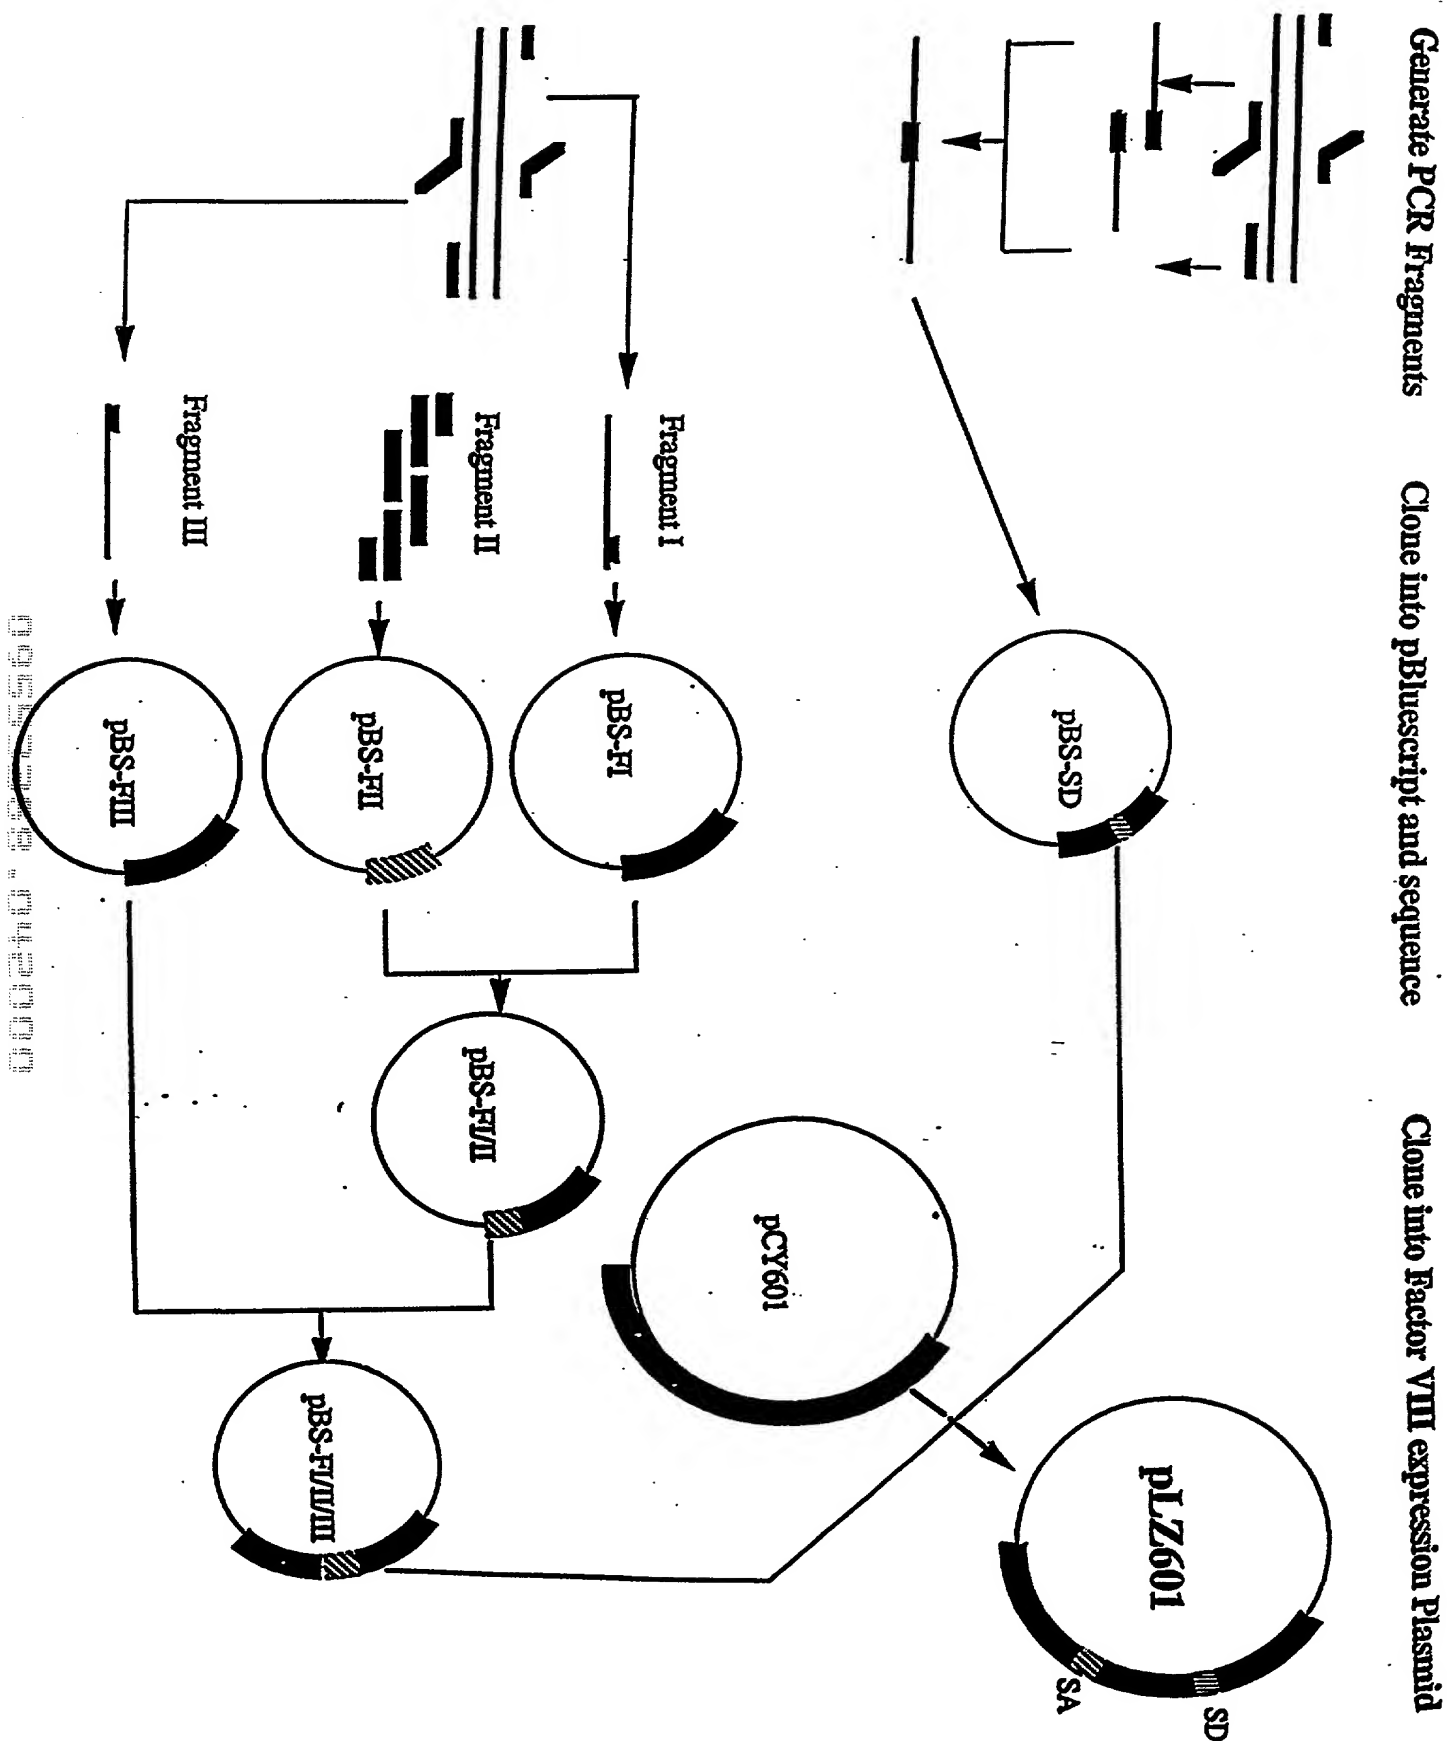 Generate PCR Fragments
Clone into pBluescript and sequence
Clone into Factor VIII expression Plasmid
pBS-SD
pLZ601
SD
SA
pCY601
Fragment I
pBS-FI
Fragment II
pBS-FII
pBS-FI/II
Fragment III
pBS-FIII
pBS-FI/II/III